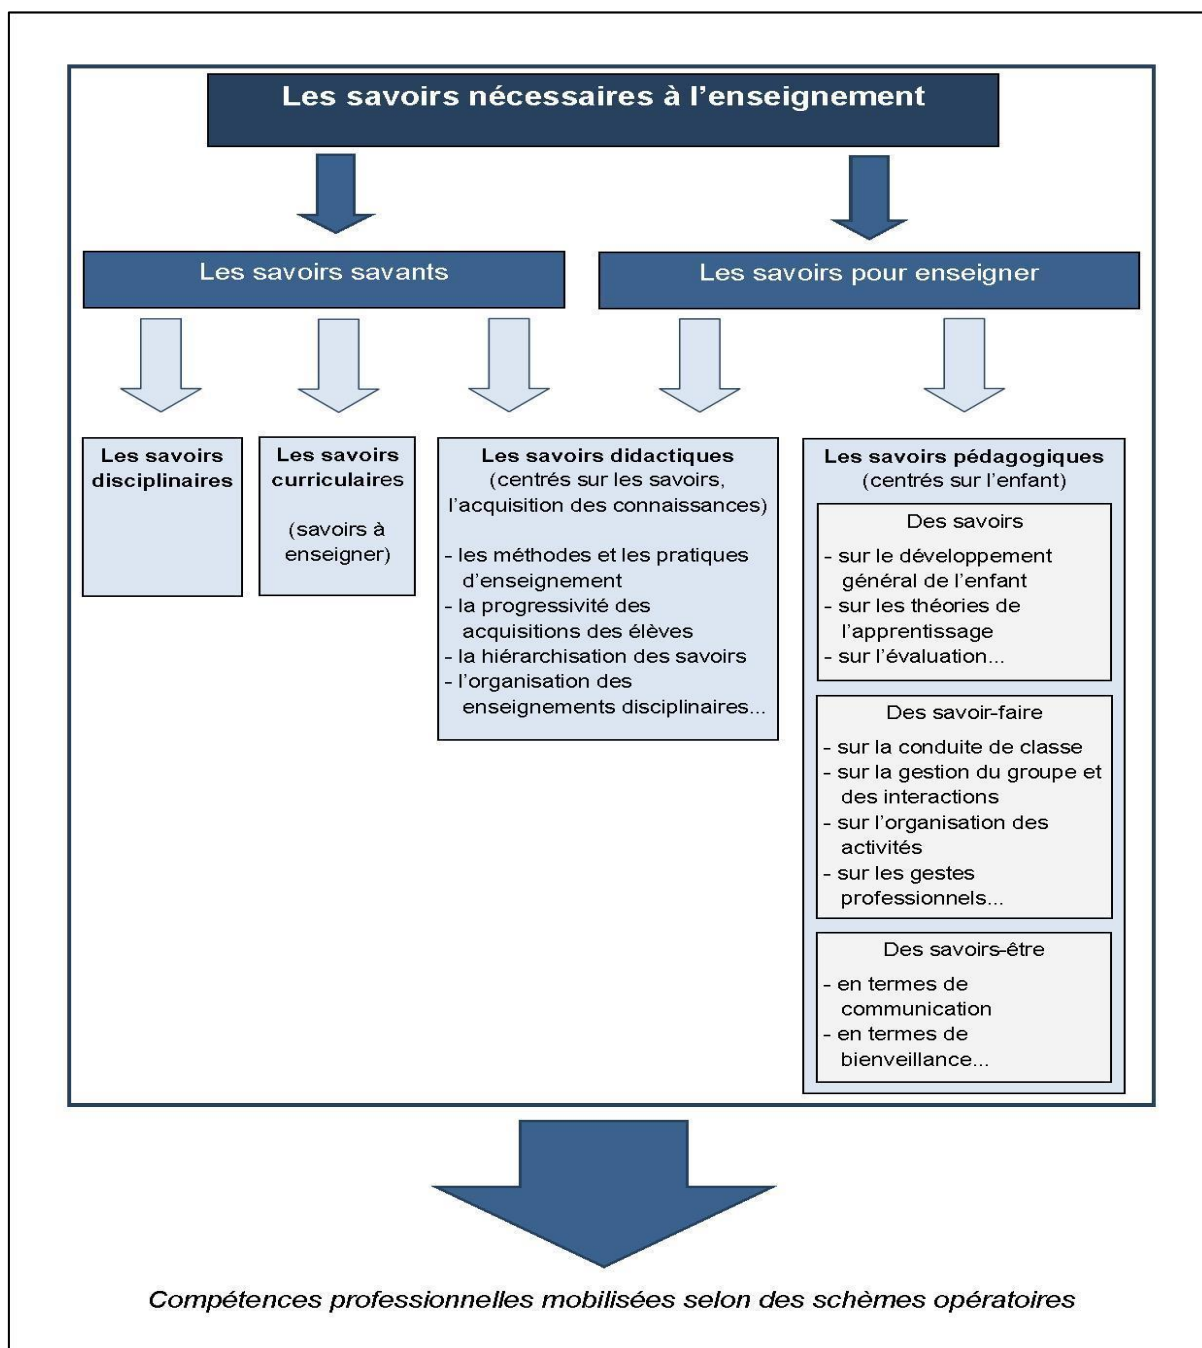 Les savoirs nécessaires à l’enseignement
Les savoirs savants
Les savoirs pour enseigner
Les savoirs
disciplinaires
Les savoirs
curriculaires
(savoirs à
enseigner)
Les savoirs didactiques
(centrés sur les savoirs,
l’acquisition des connaissances)
- les méthodes et les pratiques
d’enseignement
- la progressivité des
acquisitions des élèves
- la hiérarchisation des savoirs
- l’organisation des
enseignements disciplinaires...
Les savoirs pédagogiques
(centrés sur l’enfant)
Des savoirs
- sur le développement
général de l’enfant
- sur les théories de
l’apprentissage
- sur l’évaluation...
Des savoir-faire
- sur la conduite de classe
- sur la gestion du groupe et
des interactions
- sur l’organisation des
activités
- sur les gestes
professionnels...
Des savoirs-être
- en termes de
communication
- en termes de
bienveillance...
Compétences professionnelles mobilisées selon des schèmes opératoires